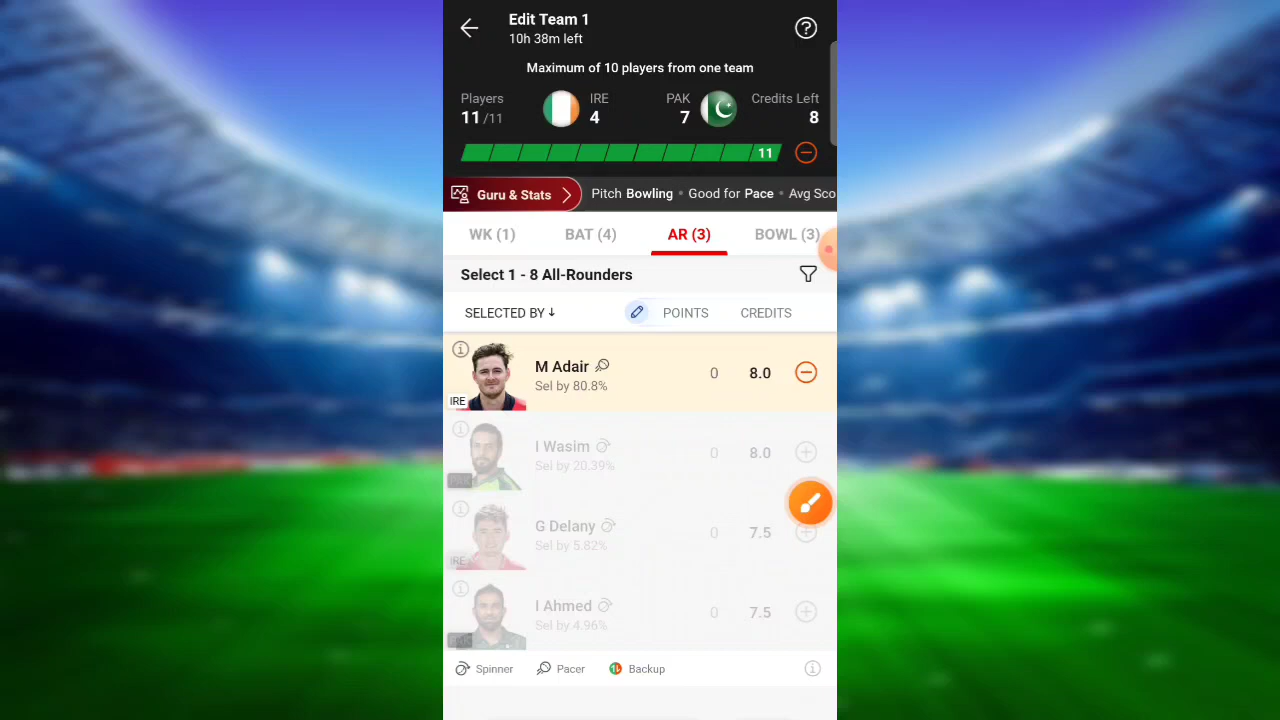 Edit Team 1
10h 38m left
Maximum of 10 players from one team
Players
11/11
IRE
4
PAK
7
Credits Left
8
11
Guru & Stats
Pitch Bowling • Good for Pace • Avg Sco
WK (1) BAT (4) AR (3) BOWL (3)
Select 1 - 8 All-Rounders
SELECTED BY↓ POINTS CREDITS
M Adair
Sel by 80.8%
0 8.0
IRE
I Wasim
Sel by 20.39%
0 8.0
PAK
G Delany
Sel by 5.82%
0 7.5
IRE
I Ahmed
Sel by 4.96%
0 7.5
Spinner Pacer Backup